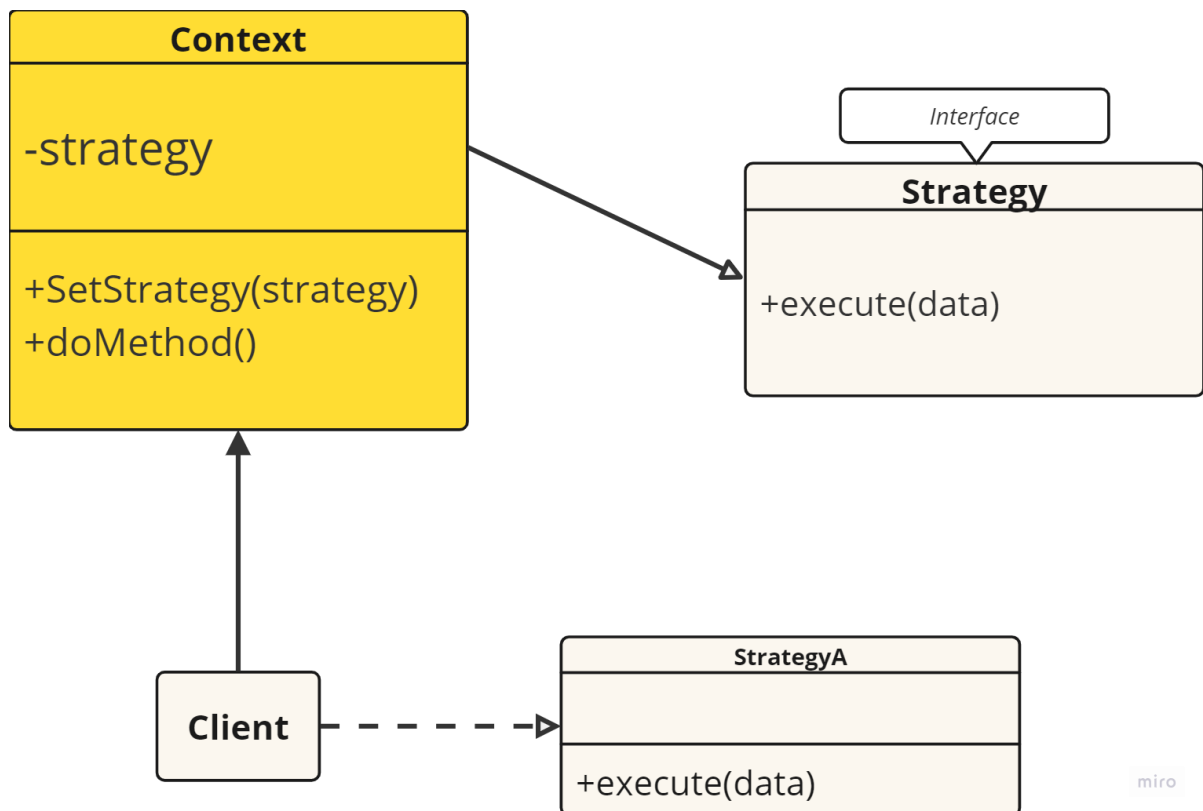 Context
-strategy
+SetStrategy(strategy)
+doMethod()
Interface
Strategy
+execute(data)
Client
StrategyA
+execute(data)
miro